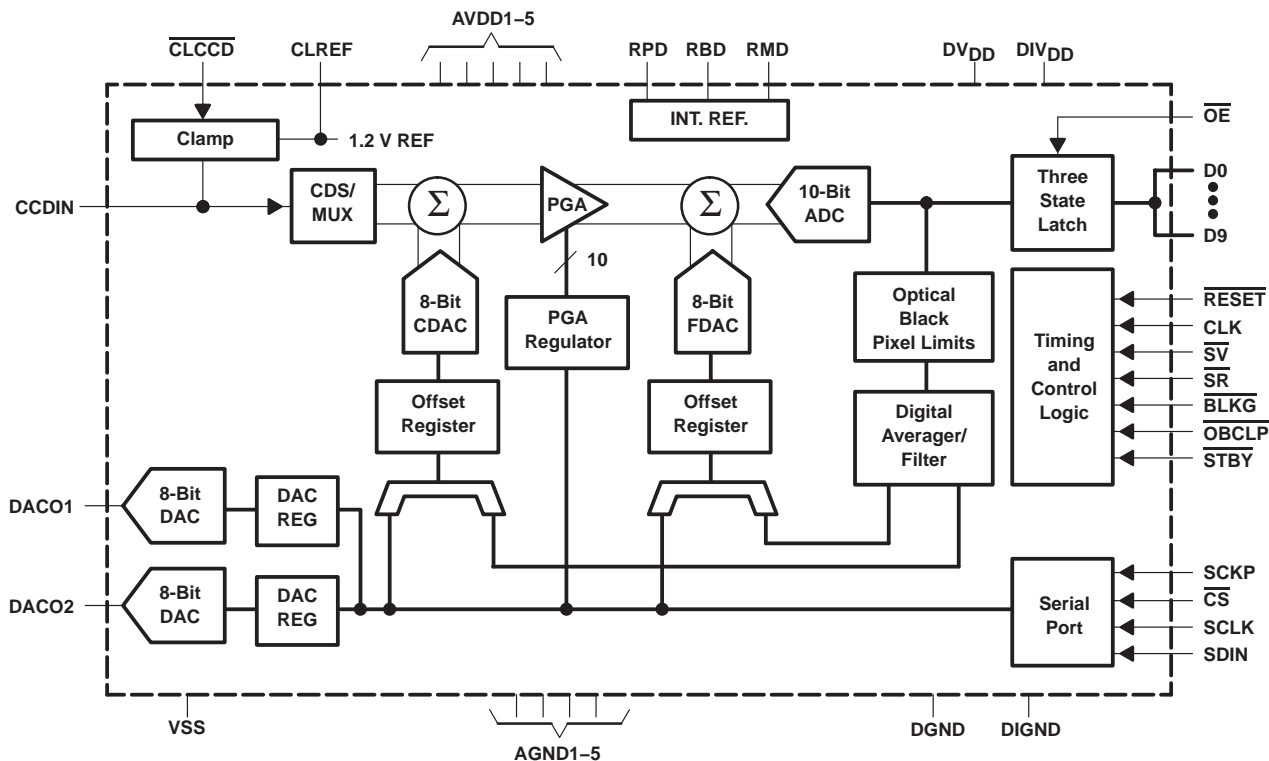 AVDD1–5
CLCCD CLREF RPD RBD RMD DVDD DIVDD
INT. REF.
OE
Clamp
1.2 V REF
CCDIN
CDS/
MUX
Σ
PGA
Σ
10-Bit
ADC
Three
State
Latch
D0
D9
10
8-Bit
CDAC
PGA
Regulator
8-Bit
FDAC
Optical
Black
Pixel Limits
Timing
and
Control
Logic
RESET
CLK
SV
SR
BLKG
OBCLP
STBY
Offset
Register
Offset
Register
Digital
Averager/
Filter
DACO1
8-Bit
DAC
DAC
REG
DACO2
8-Bit
DAC
DAC
REG
Serial
Port
SCKP
CS
SCLK
SDIN
VSS
AGND1–5
DGND DIGND